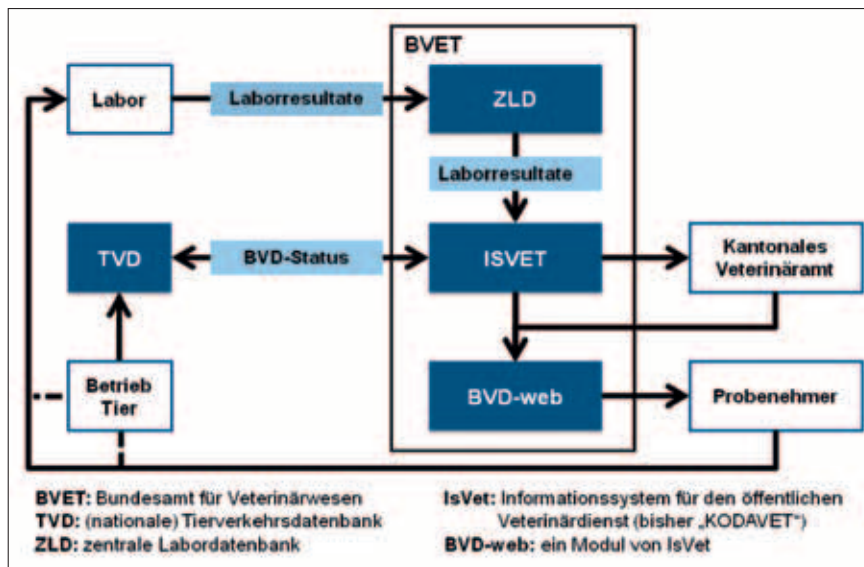 BVET
Labor
Laborresultate
ZLD
Laborresultate
TVD
BVD-Status
ISVET
Kantonales
Veterinäramt
Betrieb
Tier
BVD-web
Probenehmer
BVET: Bundesamt für Veterinärwesen
TVD: (nationale) Tierverkehrsdatenbank
ZLD: zentrale Labordatenbank
IsVet: Informationssystem für den öffentlichen
Veterinärdienst (bisher „KODAVET“)
BVD-web: ein Modul von IsVet